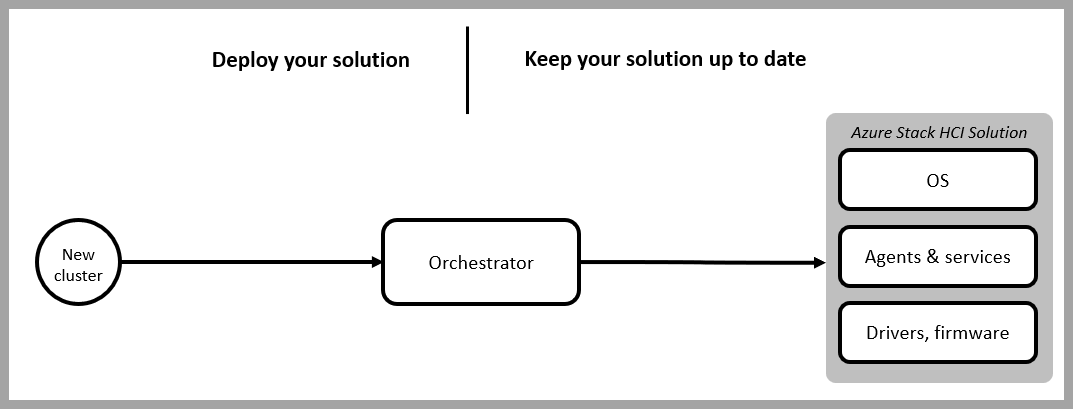 Deploy your solution
Keep your solution up to date
Azure Stack HCI Solution
OS
New
cluster
Orchestrator
Agents & services
Drivers, firmware